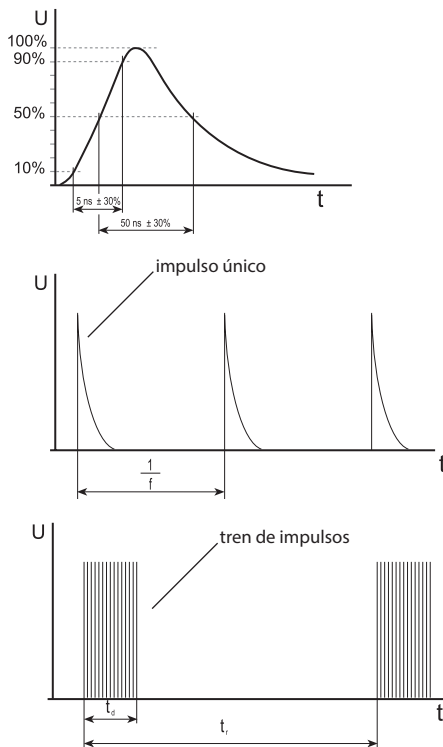 U
100%
90%
50%
10%
t
5 ns ± 30%
50 ns ± 30%
impulso único
U
t
1
f
U
tren de impulsos
t
td
tr